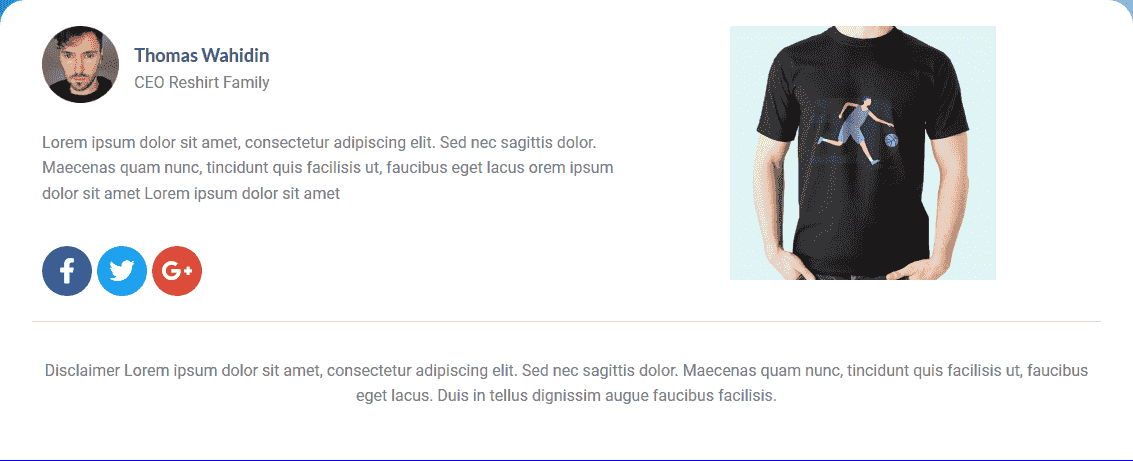 Thomas Wahidin
CEO Reshirt Family
Lorem ipsum dolor sit amet, consectetur adipiscing elit. Sed nec sagittis dolor.
Maecenas quam nunc, tincidunt quis facilisis ut, faucibus eget lacus orem ipsum
dolor sit amet Lorem ipsum dolor sit amet
f
G+
Disclaimer Lorem ipsum dolor sit amet, consectetur adipiscing elit. Sed nec sagittis dolor. Maecenas quam nunc, tincidunt quis facilisis ut, faucibus
eget lacus. Duis in tellus dignissim augue faucibus facilisis.